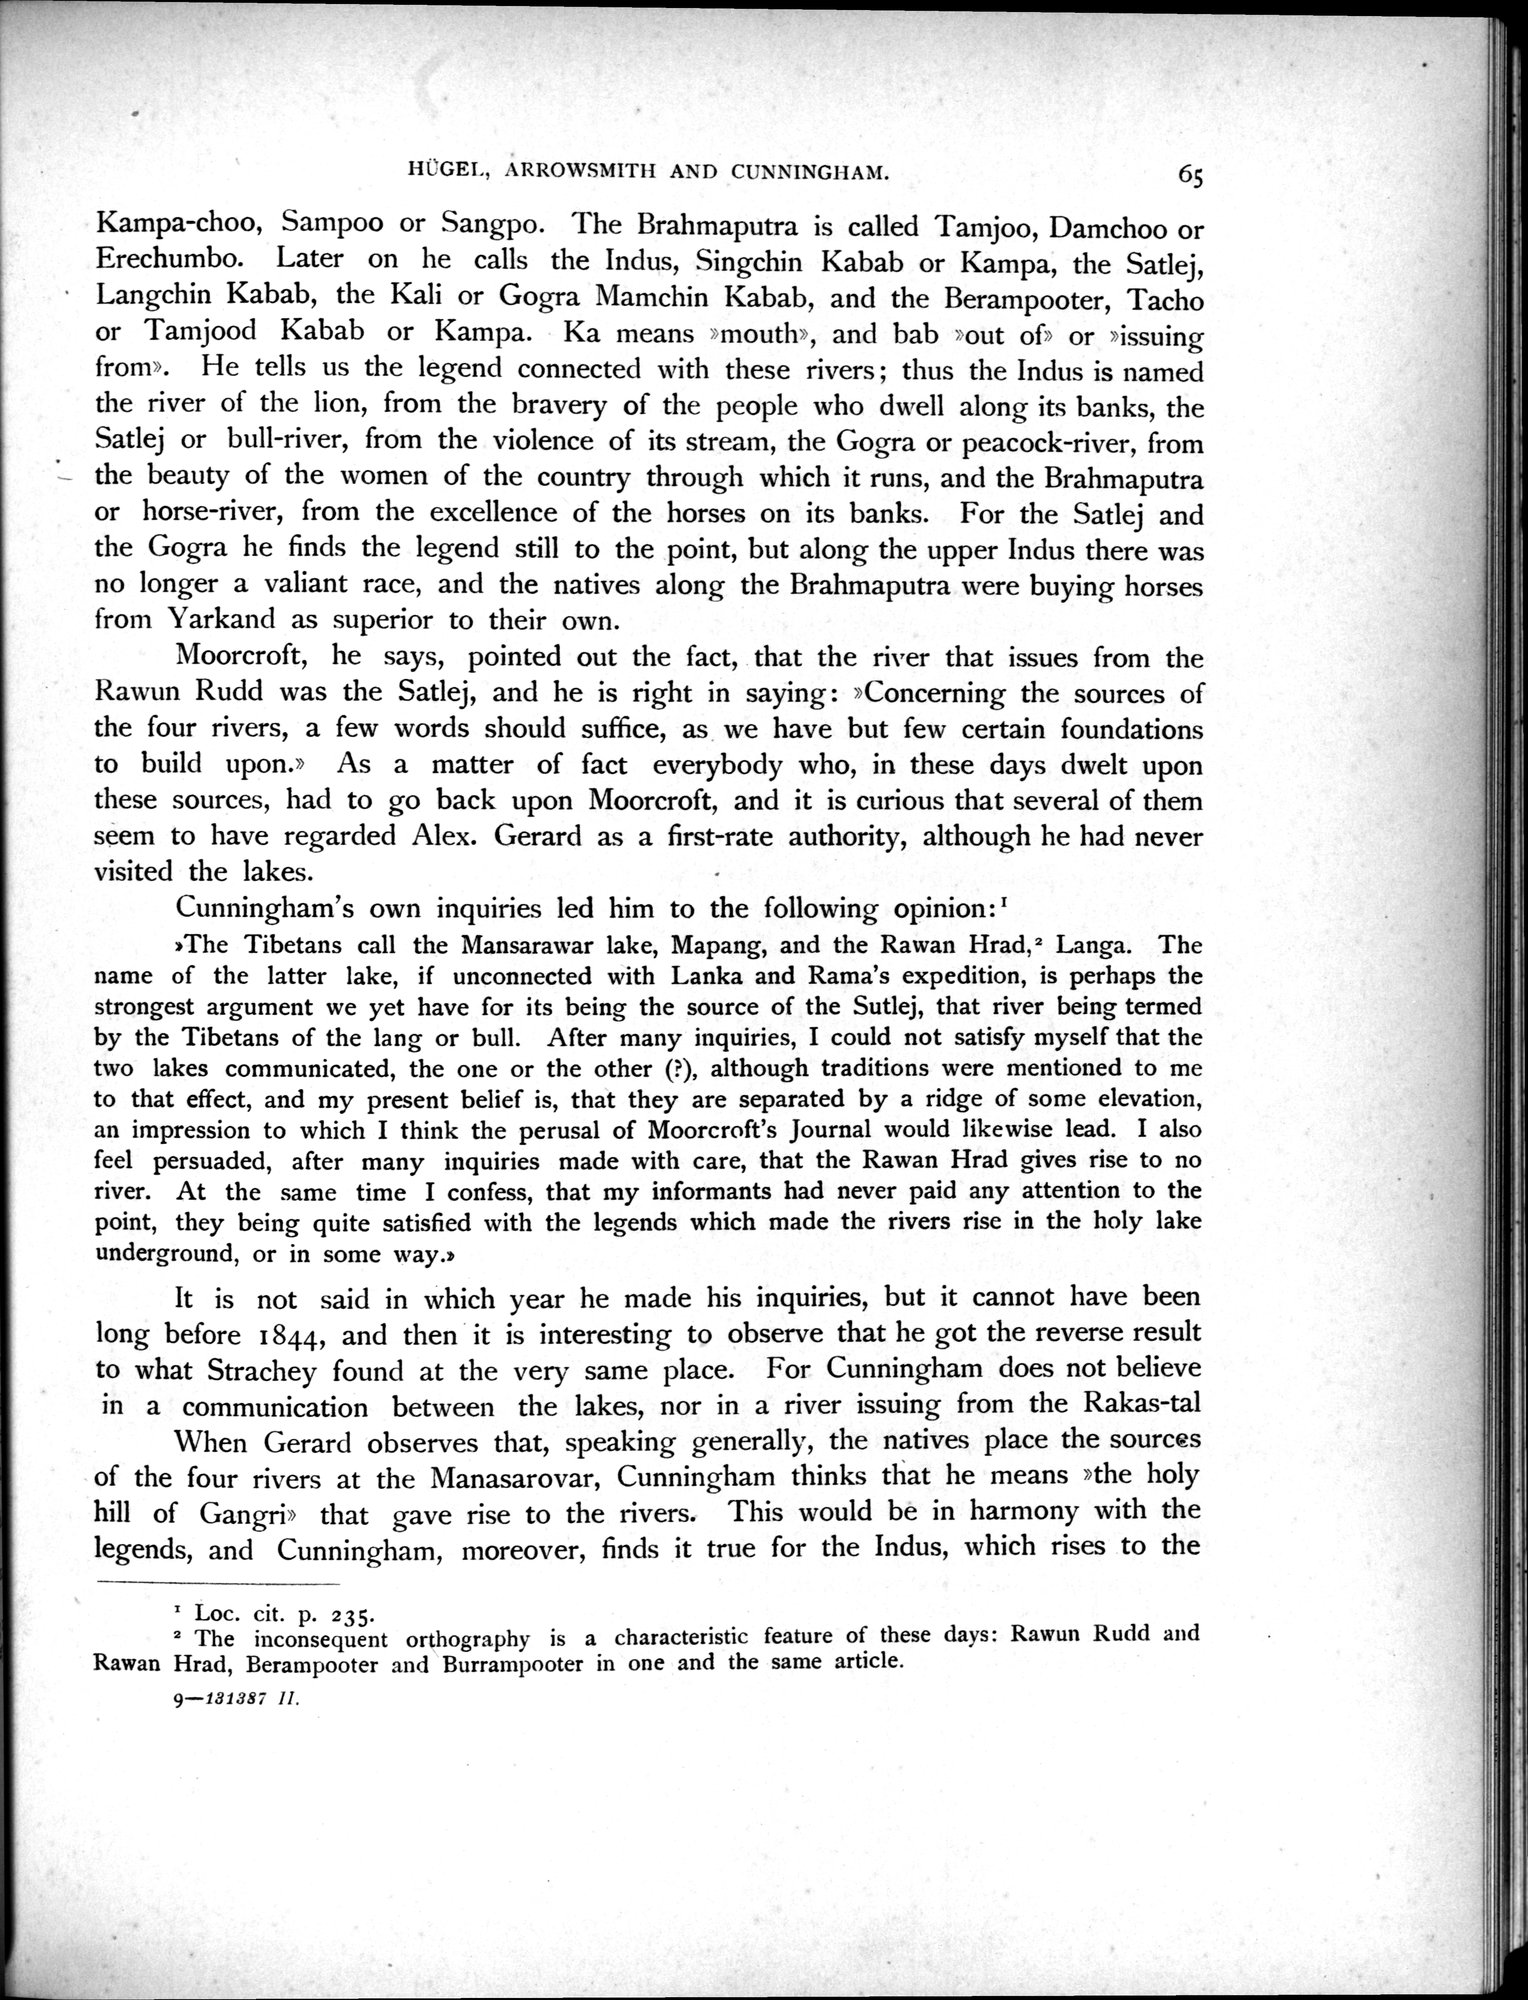 HÜGEL, ARROWSMITH AND CUNNINGHAM. 65
Kampa-choo, Sampoo or Sangpo. The Brahmaputra is called Tamjoo, Damchoo or
Erechumbo. Later on he calls the Indus, Singchin Kabab or Kampa, the Satlej,
Langchin Kabab, the Kali or Gogra Mamchin Kabab, and the Berampooter, Tacho
or Tamjood Kabab or Kampa. Ka means »mouth», and bab »out of» or »issuing
from». He tells us the legend connected with these rivers; thus the Indus is named
the river of the lion, from the bravery of the people who dwell along its banks, the
Satlej or bull-river, from the violence of its stream, the Gogra or peacock-river, from
the beauty of the women of the country through which it runs, and the Brahmaputra
or horse-river, from the excellence of the horses on its banks. For the Satlej and
the Gogra he finds the legend still to the point, but along the upper Indus there was
no longer a valiant race, and the natives along the Brahmaputra were buying horses
from Yarkand as superior to their own.
Moorcroft, he says, pointed out the fact, that the river that issues from the
Rawun Rudd was the Satlej, and he is right in saying: »Concerning the sources of
the four rivers, a few words should suffice, as we have but few certain foundations
to build upon.» As a matter of fact everybody who, in these days dwelt upon
these sources, had to go back upon Moorcroft, and it is curious that several of them
seem to have regarded Alex. Gerard as a first-rate authority, although he had never
visited the lakes.
Cunningham's own inquiries led him to the following opinion:¹
»The Tibetans call the Mansarawar lake, Mapang, and the Rawan Hrad,² Langa. The
name of the latter lake, if unconnected with Lanka and Rama's expedition, is perhaps the
strongest argument we yet have for its being the source of the Sutlej, that river being termed
by the Tibetans of the lang or bull. After many inquiries, I could not satisfy myself that the
two lakes communicated, the one or the other (?), although traditions were mentioned to me
to that effect, and my present belief is, that they are separated by a ridge of some elevation,
an impression to which I think the perusal of Moorcroft's Journal would likewise lead. I also
feel persuaded, after many inquiries made with care, that the Rawan Hrad gives rise to no
river. At the same time I confess, that my informants had never paid any attention to the
point, they being quite satisfied with the legends which made the rivers rise in the holy lake
underground, or in some way.»
It is not said in which year he made his inquiries, but it cannot have been
long before 1844, and then it is interesting to observe that he got the reverse result
to what Strachey found at the very same place. For Cunningham does not believe
in a communication between the lakes, nor in a river issuing from the Rakas-tal
When Gerard observes that, speaking generally, the natives place the sources
of the four rivers at the Manasarovar, Cunningham thinks that he means »the holy
hill of Gangri» that gave rise to the rivers. This would be in harmony with the
legends, and Cunningham, moreover, finds it true for the Indus, which rises to the
¹ Loc. cit. p. 235.
² The inconsequent orthography is a characteristic feature of these days: Rawun Rudd and
Rawan Hrad, Berampooter and Burrampooter in one and the same article.
9—131387 II.